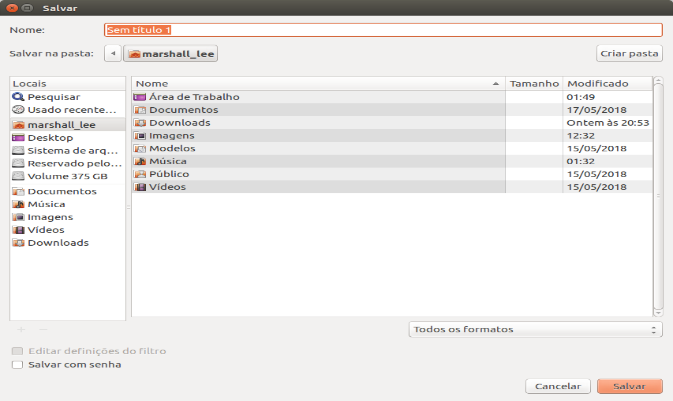 Salvar
Nome: Sem título 1
Salvar na pasta: marshall_lee Criar pasta
Locais Nome Tamanho Modificado
Pesquisar Área de Trabalho 01:49
Usado recente... Documentos 17/05/2018
marshall_lee Downloads Ontem às 20:53
Desktop Imagens 12:32
Sistema de arq... Modelos 15/05/2018
Reservado pelo... Música 01:32
Volume 375 GB Público 15/05/2018
Documentos Vídeos 15/05/2018
Música
Imagens
Vídeos
Downloads
Todos os formatos
Editar definições do filtro
Salvar com senha
Cancelar Salvar